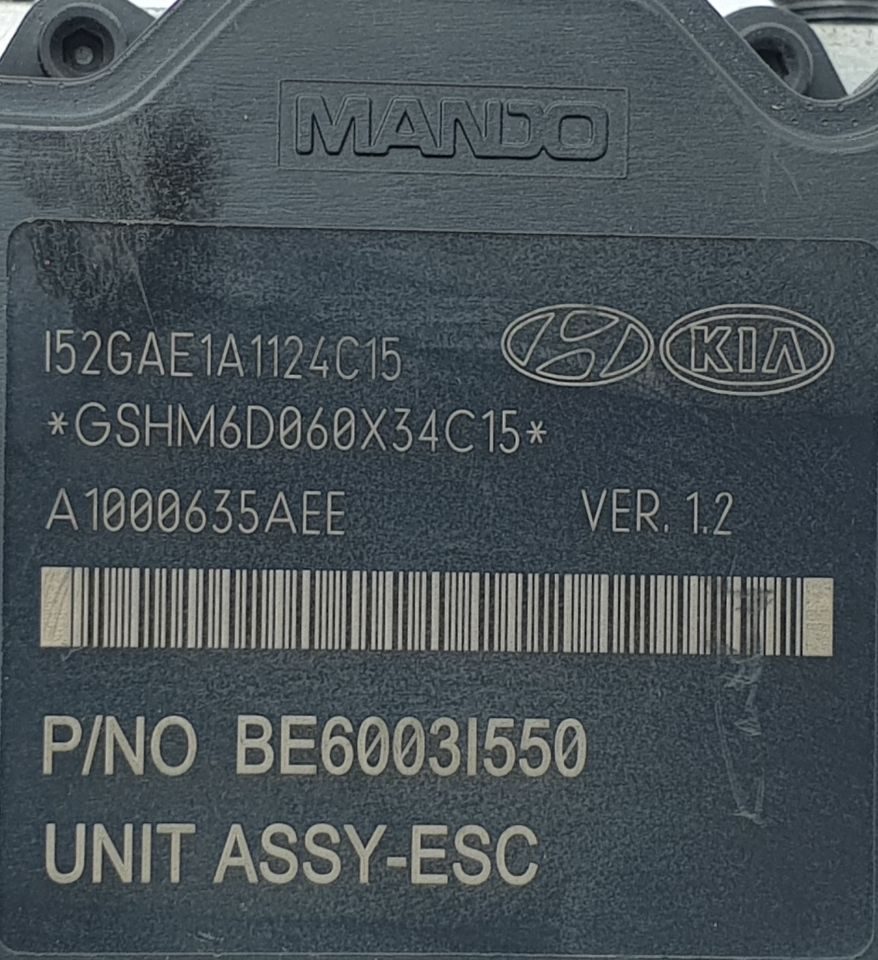 MANDO
I52GAE1A1124C15
KIA
*GSHM6D060X34C15*
A1000635AEE VER. 1.2
P/NO BE6003I550
UNIT ASSY-ESC